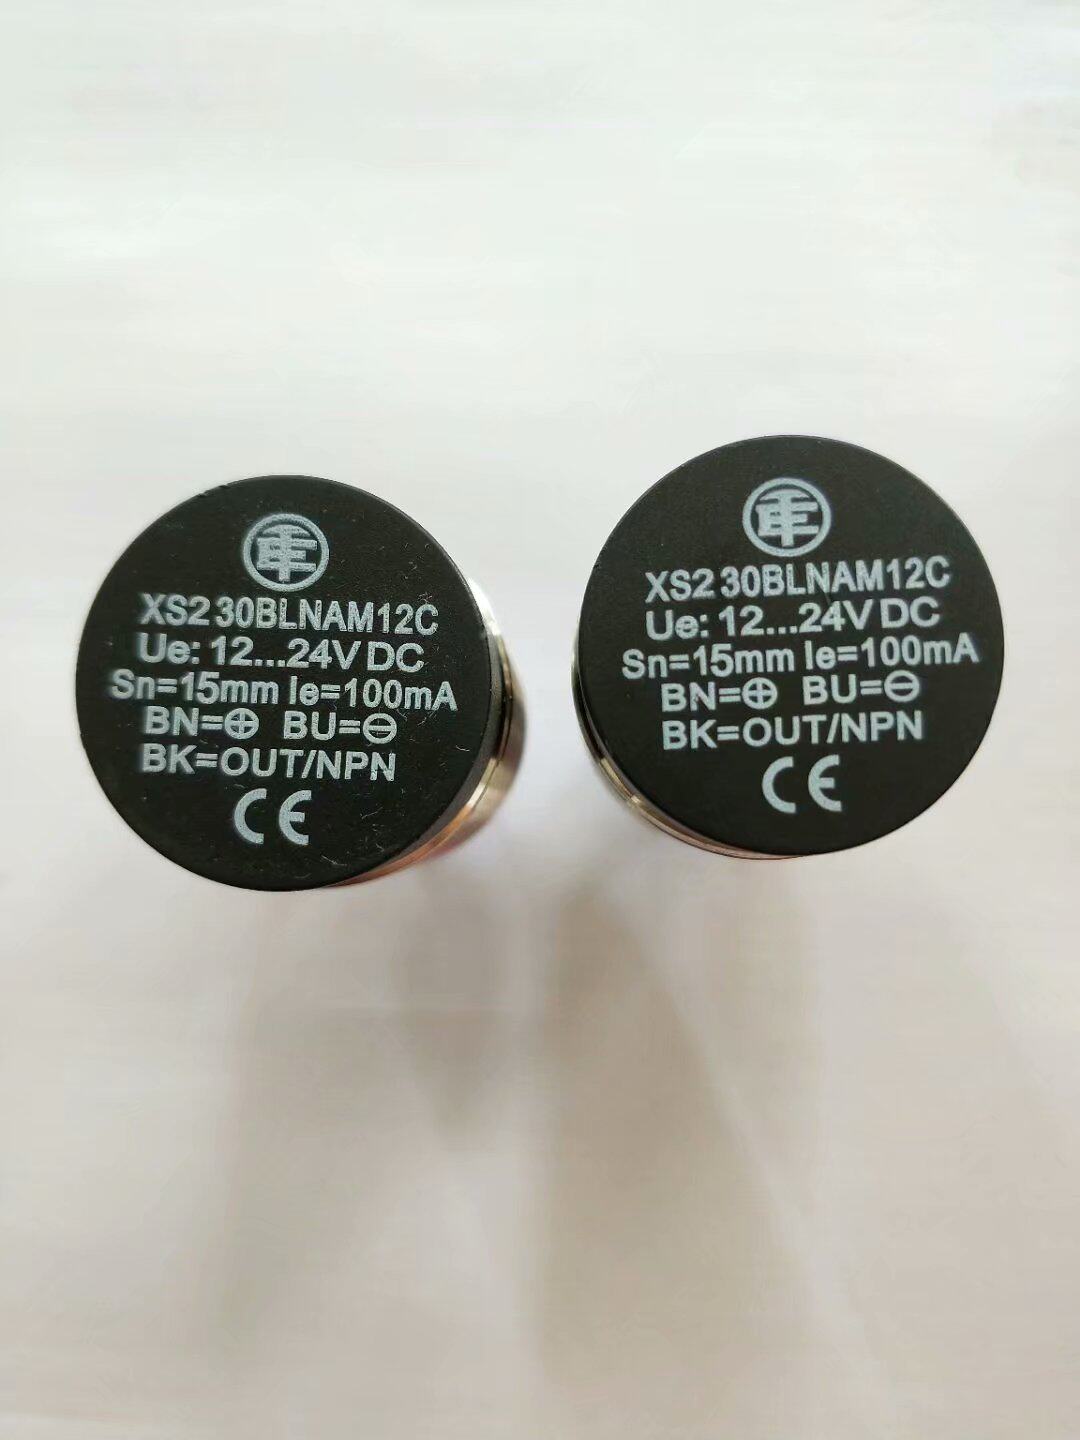 XS2 30BLNAM12C
Ue: 12...24V DC
Sn=15mm Ie=100mA
BN=⊕ BU=⊖
BK=OUT/NPN
CE
XS2 30BLNAM12C
Ue: 12...24V DC
Sn=15mm Ie=100mA
BN=⊕ BU=⊖
BK=OUT/NPN
CE